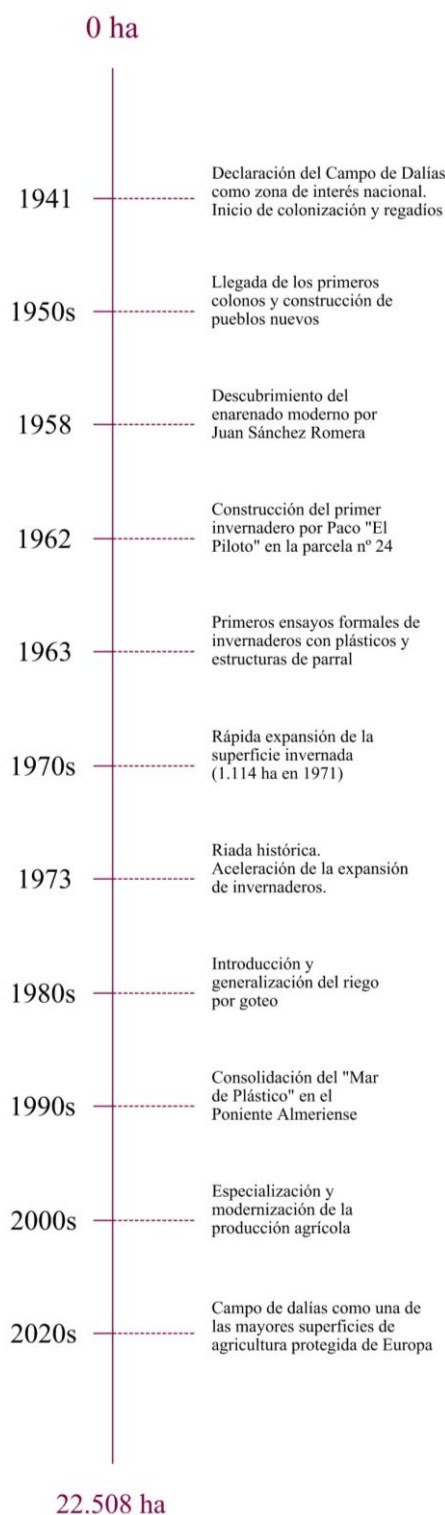 0 ha
1941
Declaración del Campo de Dalías
como zona de interés nacional.
Inicio de colonización y regadíos
1950s
Llegada de los primeros
colonos y construcción de
pueblos nuevos
1958
Descubrimiento del
enarenado moderno por
Juan Sánchez Romera
1962
Construcción del primer
invernadero por Paco "El
Piloto" en la parcela nº 24
1963
Primeros ensayos formales de
invernaderos con plásticos y
estructuras de parral
1970s
Rápida expansión de la
superficie invernada
(1.114 ha en 1971)
1973
Riada histórica.
Aceleración de la expansión
de invernaderos.
1980s
Introducción y
generalización del riego
por goteo
1990s
Consolidación del "Mar
de Plástico" en el
Poniente Almeriense
2000s
Especialización y
modernización de la
producción agrícola
2020s
Campo de dalías como una de
las mayores superficies de
agricultura protegida de Europa
22.508 ha